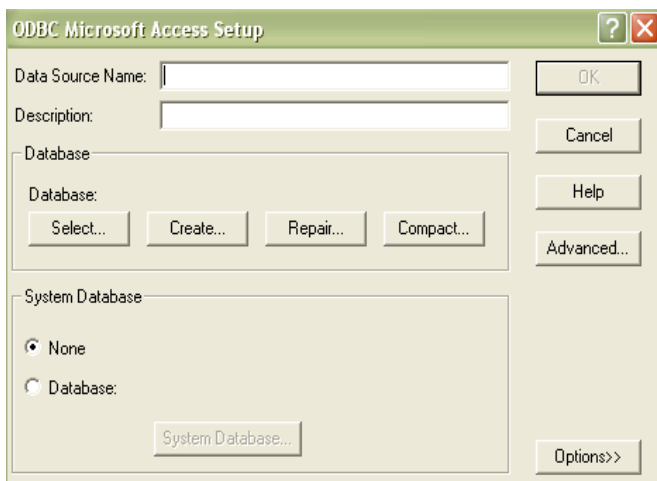 ODBC Microsoft Access Setup
Data Source Name:
OK
Description:
Cancel
Database
Database:
Select...
Create...
Repair...
Compact...
Help
Advanced...
System Database
None
Database:
System Database...
Options>>